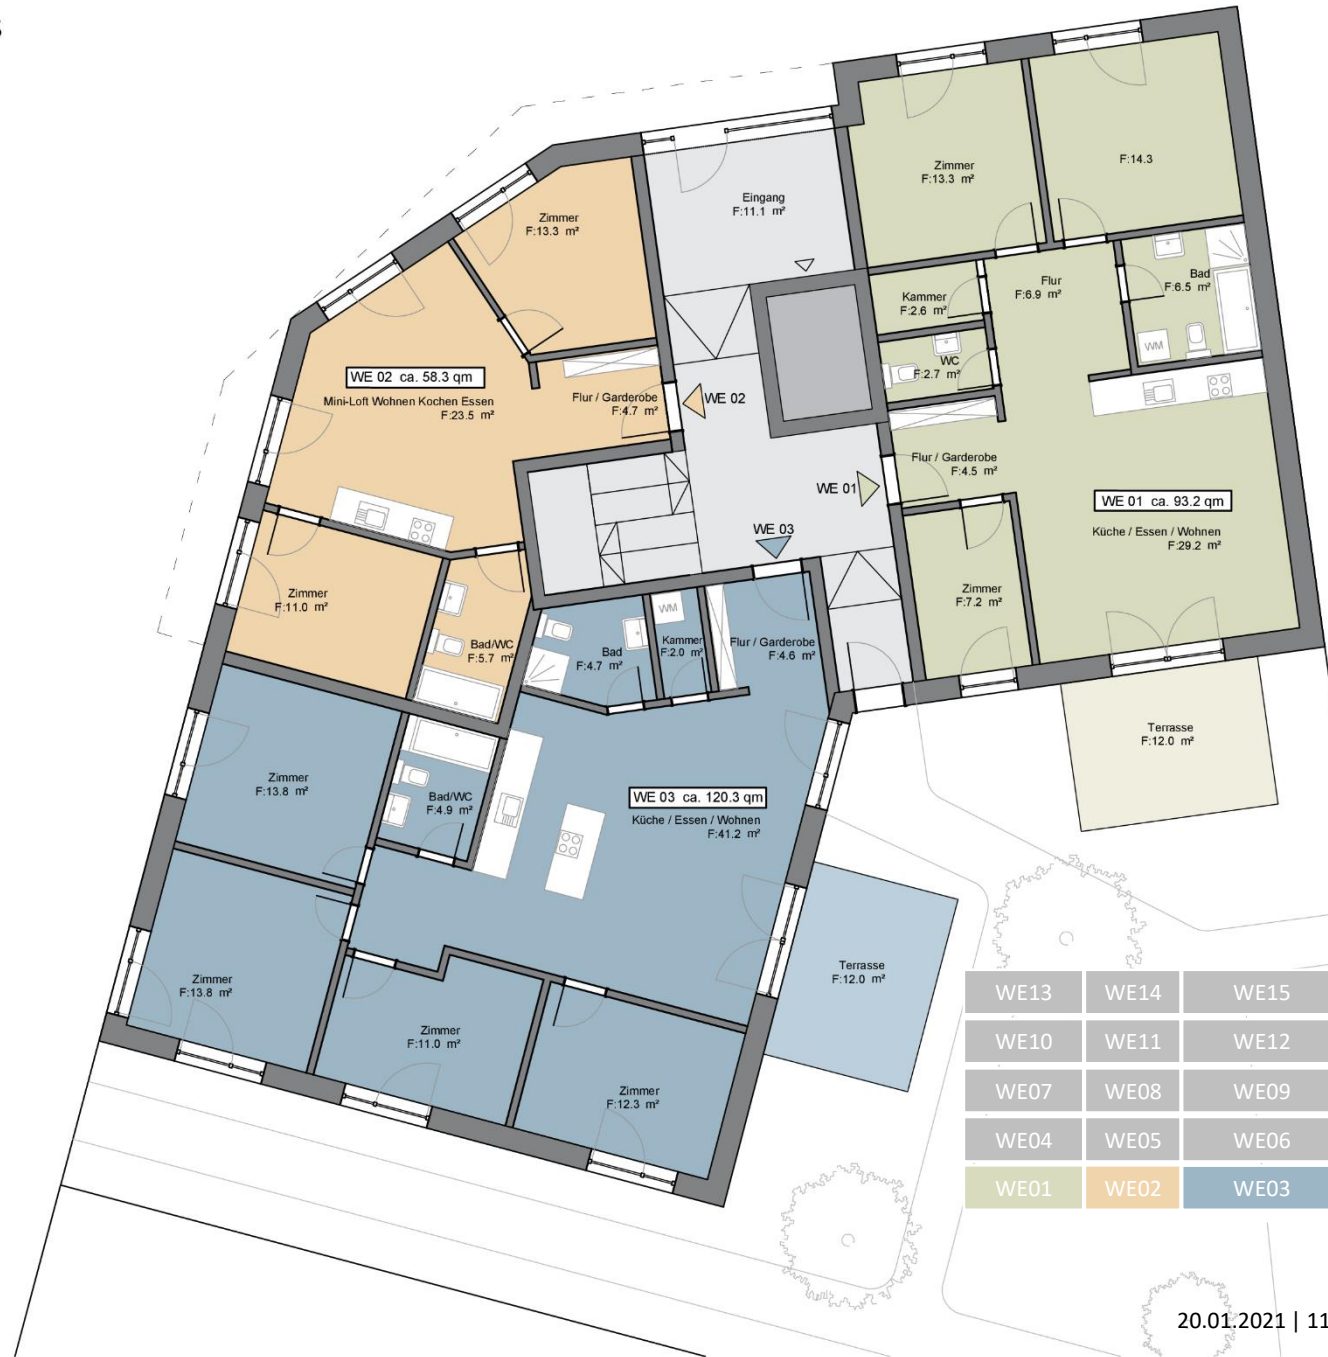 Zimmer
F:13.3 m²
F:14.3
Eingang
F:11.1 m²
Zimmer
F:13.3 m²
Kammer
F:2.6 m²
Flur
F:6.9 m²
Bad
F:6.5 m²
WM
WC
F:2.7 m²
WE 02 ca. 58.3 qm
Mini-Loft Wohnen Kochen Essen
F:23.5 m²
Flur / Garderobe
F:4.7 m²
WE 02
WE 01
WE 03
Flur / Garderobe
F:4.5 m²
WE 01 ca. 93.2 qm
Küche / Essen / Wohnen
F:29.2 m²
Zimmer
F:7.2 m²
Zimmer
F:11.0 m²
Bad/WC
F:5.7 m²
Bad
F:4.7 m²
WM
Kammer
F:2.0 m²
Flur / Garderobe
F:4.6 m²
Terrasse
F:12.0 m²
Zimmer
F:13.8 m²
Bad/WC
F:4.9 m²
WE 03 ca. 120.3 qm
Küche / Essen / Wohnen
F:41.2 m²
Zimmer
F:13.8 m²
Zimmer
F:11.0 m²
Zimmer
F:12.3 m²
Terrasse
F:12.0 m²
WE13 WE14 WE15
WE10 WE11 WE12
WE07 WE08 WE09
WE04 WE05 WE06
WE01 WE02 WE03
20.01.2021 | 11